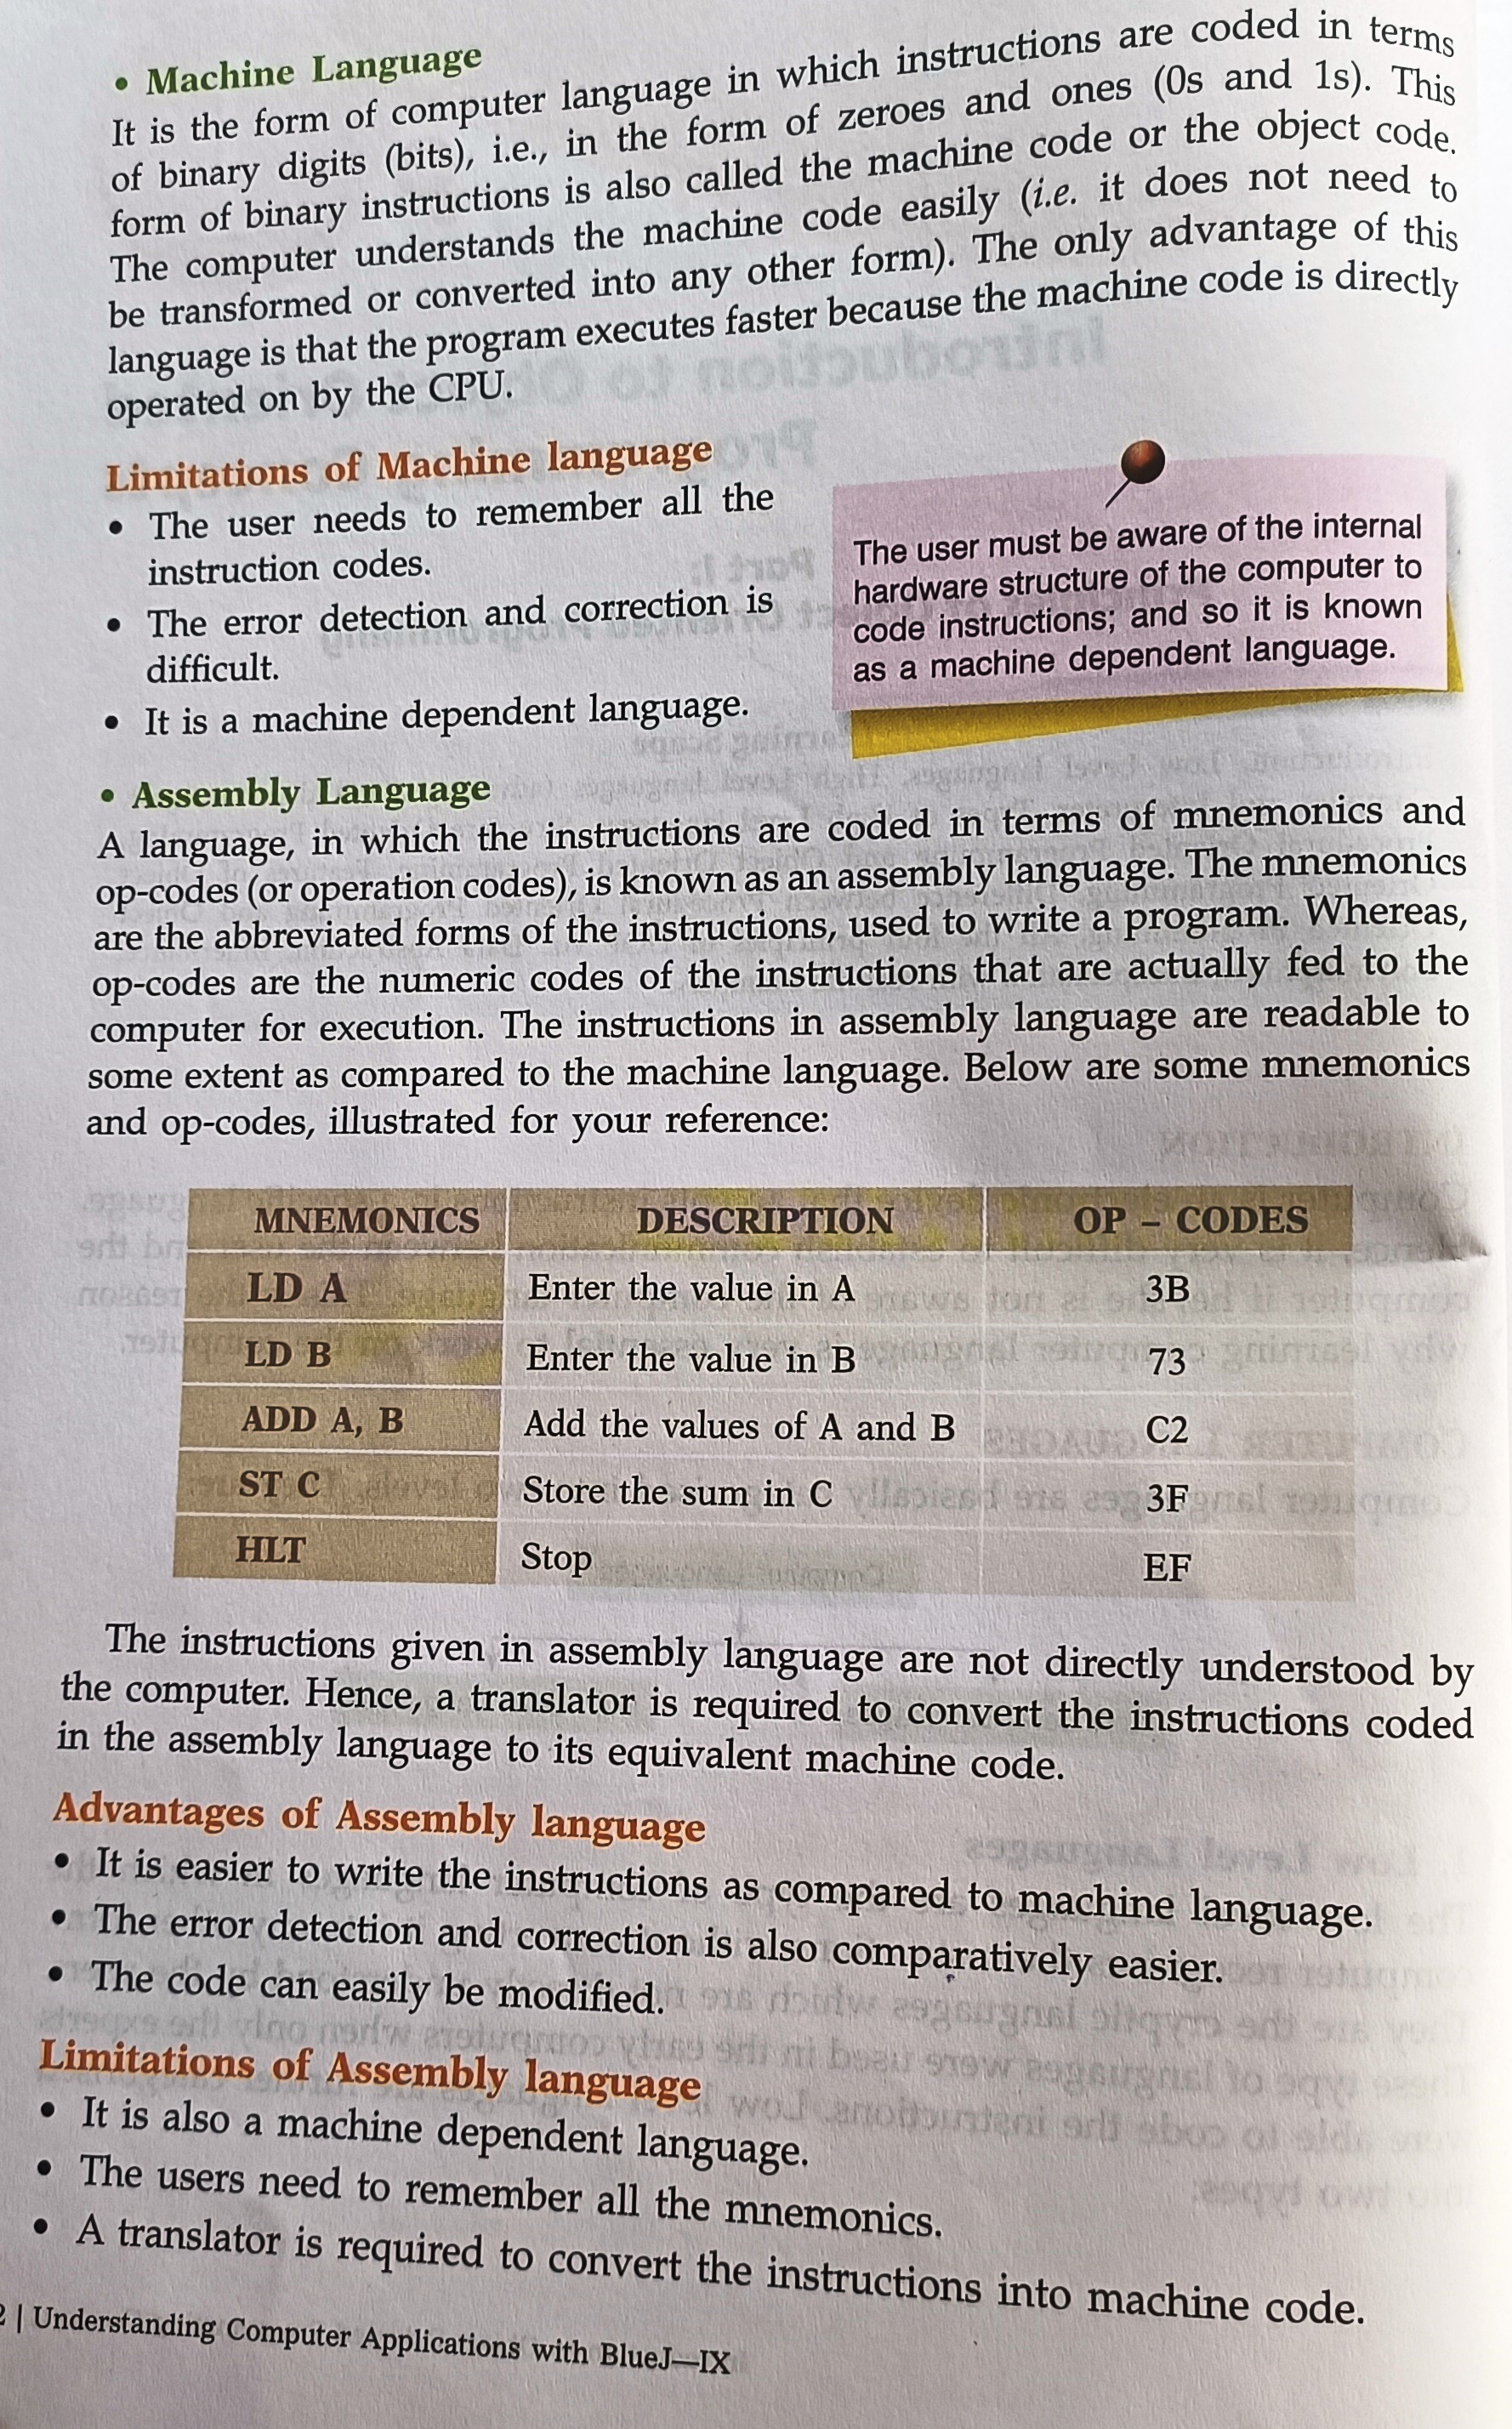 • Machine Language
It is the form of computer language in which instructions are coded in terms
of binary digits (bits), i.e., in the form of zeroes and ones (0s and 1s). This
form of binary instructions is also called the machine code or the object code.
The computer understands the machine code easily (i.e. it does not need to
be transformed or converted into any other form). The only advantage of this
language is that the program executes faster because the machine code is directly
operated on by the CPU.
Limitations of Machine language
• The user needs to remember all the
instruction codes.
• The error detection and correction is
difficult.
• It is a machine dependent language.
The user must be aware of the internal
hardware structure of the computer to
code instructions; and so it is known
as a machine dependent language.
• Assembly Language
A language, in which the instructions are coded in terms of mnemonics and
op-codes (or operation codes), is known as an assembly language. The mnemonics
are the abbreviated forms of the instructions, used to write a program. Whereas,
op-codes are the numeric codes of the instructions that are actually fed to the
computer for execution. The instructions in assembly language are readable to
some extent as compared to the machine language. Below are some mnemonics
and op-codes, illustrated for your reference:
MNEMONICS DESCRIPTION OP – CODES
LD A Enter the value in A 3B
LD B Enter the value in B 73
ADD A, B Add the values of A and B C2
ST C Store the sum in C 3F
HLT Stop EF
The instructions given in assembly language are not directly understood by
the computer. Hence, a translator is required to convert the instructions coded
in the assembly language to its equivalent machine code.
Advantages of Assembly language
• It is easier to write the instructions as compared to machine language.
• The error detection and correction is also comparatively easier.
• The code can easily be modified.
Limitations of Assembly language
• It is also a machine dependent language.
• The users need to remember all the mnemonics.
• A translator is required to convert the instructions into machine code.
2 | Understanding Computer Applications with BlueJ—IX